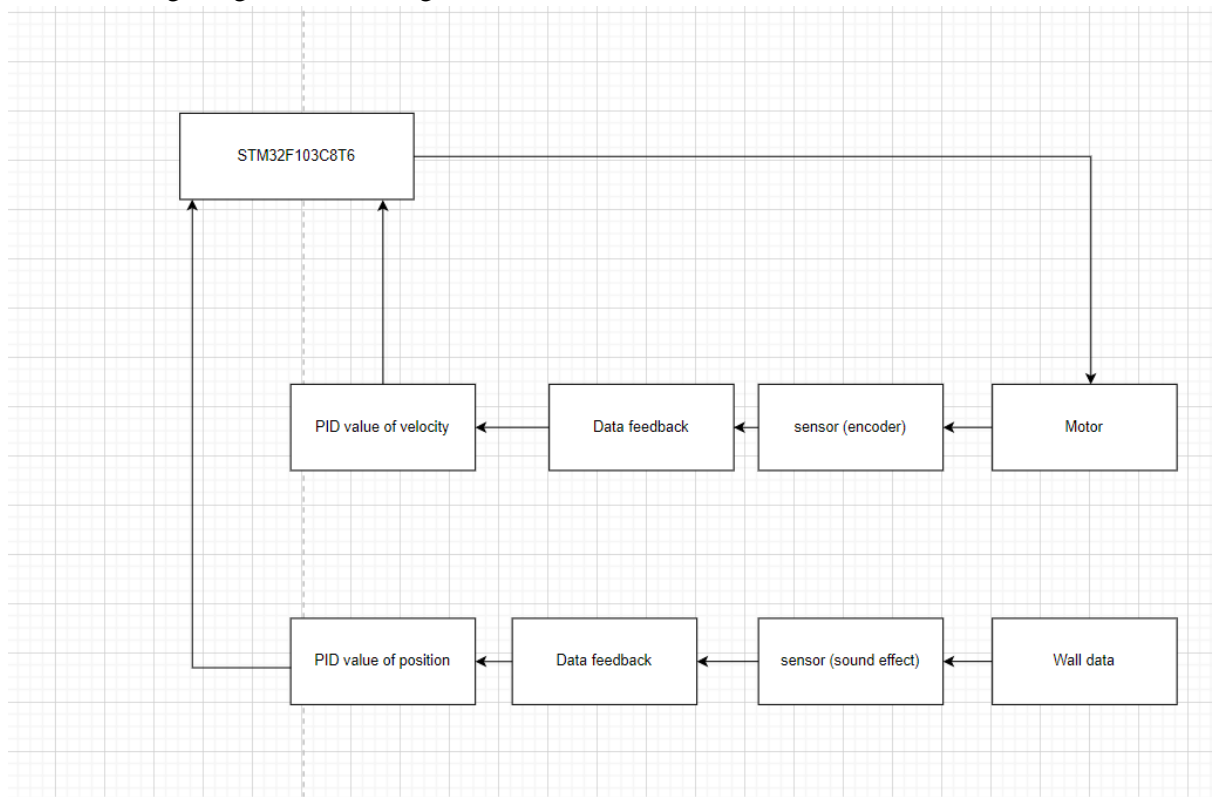 STM32F103C8T6
PID value of velocity
Data feedback
sensor (encoder)
Motor
PID value of position
Data feedback
sensor (sound effect)
Wall data